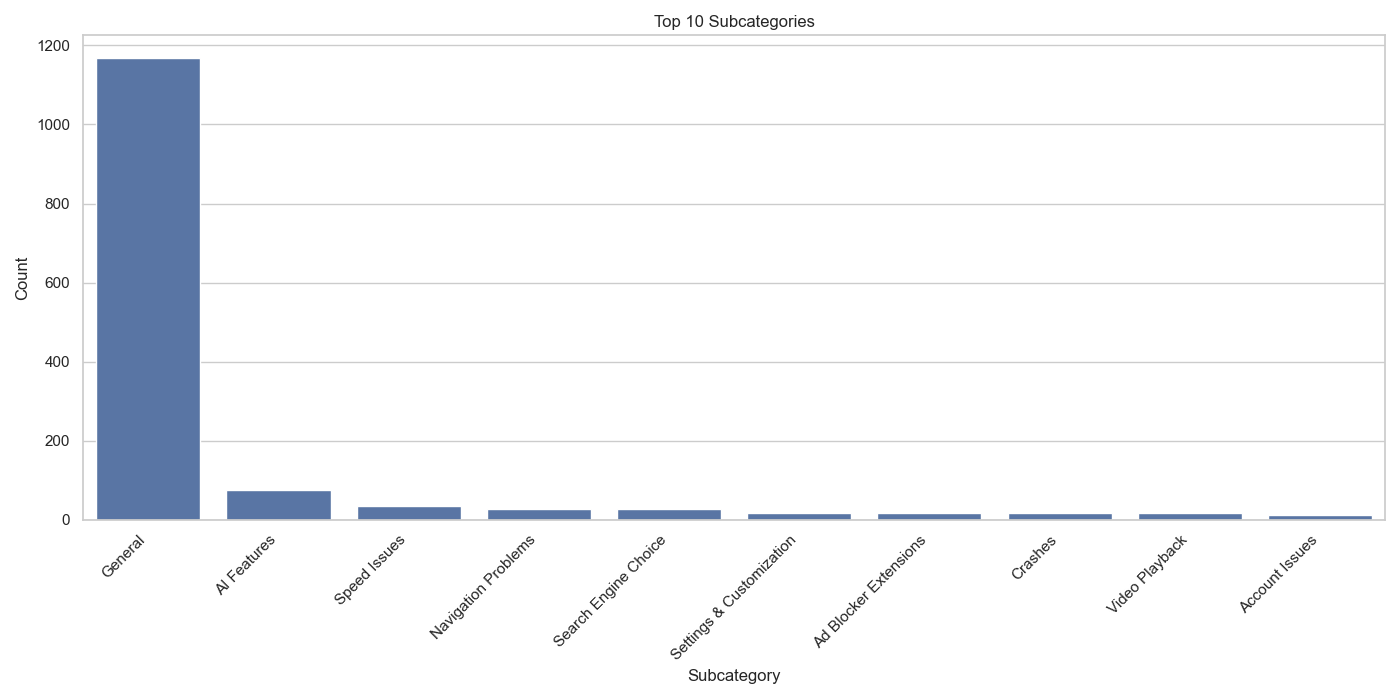 Top 10 Subcategories
1200
1000
800
600
400
200
0
Count
General
AI Features
Speed Issues
Navigation Problems
Search Engine Choice
Settings & Customization
Ad Blocker Extensions
Crashes
Video Playback
Account Issues
Subcategory